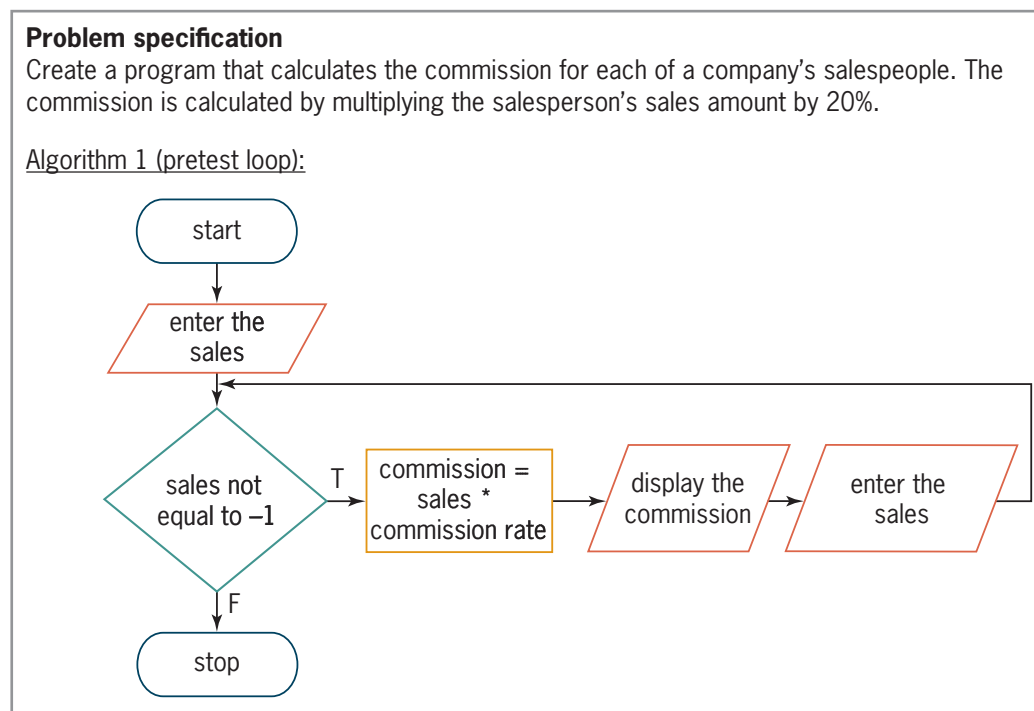 Problem specification
Create a program that calculates the commission for each of a company’s salespeople. The
commission is calculated by multiplying the salesperson’s sales amount by 20%.
Algorithm 1 (pretest loop):
start
enter the
sales
sales not
equal to –1
T
commission =
sales *
commission rate
display the
commission
enter the
sales
F
stop